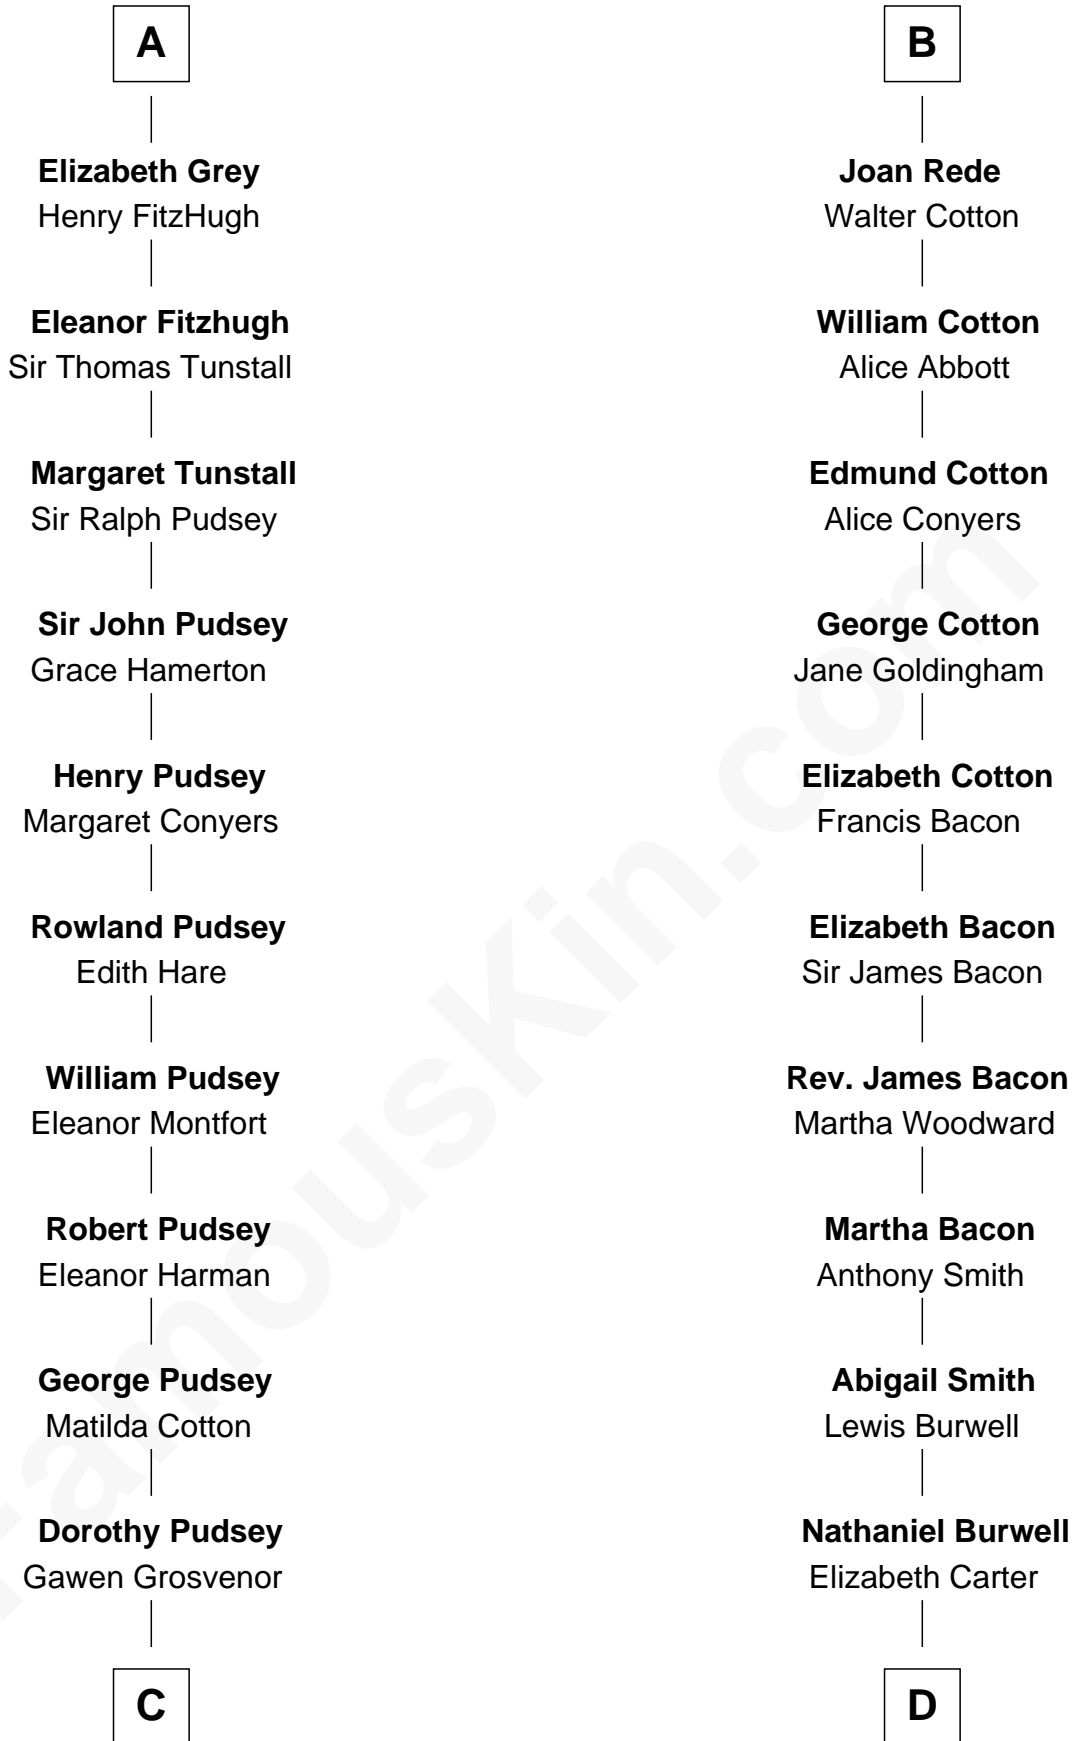 A
Elizabeth Grey
Henry FitzHugh
Eleanor Fitzhugh
Sir Thomas Tunstall
Margaret Tunstall
Sir Ralph Pudsey
Sir John Pudsey
Grace Hamerton
Henry Pudsey
Margaret Conyers
Rowland Pudsey
Edith Hare
William Pudsey
Eleanor Montfort
Robert Pudsey
Eleanor Harman
George Pudsey
Matilda Cotton
Dorothy Pudsey
Gawen Grosvenor
C
B
Joan Rede
Walter Cotton
William Cotton
Alice Abbott
Edmund Cotton
Alice Conyers
George Cotton
Jane Goldingham
Elizabeth Cotton
Francis Bacon
Elizabeth Bacon
Sir James Bacon
Rev. James Bacon
Martha Woodward
Martha Bacon
Anthony Smith
Abigail Smith
Lewis Burwell
Nathaniel Burwell
Elizabeth Carter
D
FamousKin.com